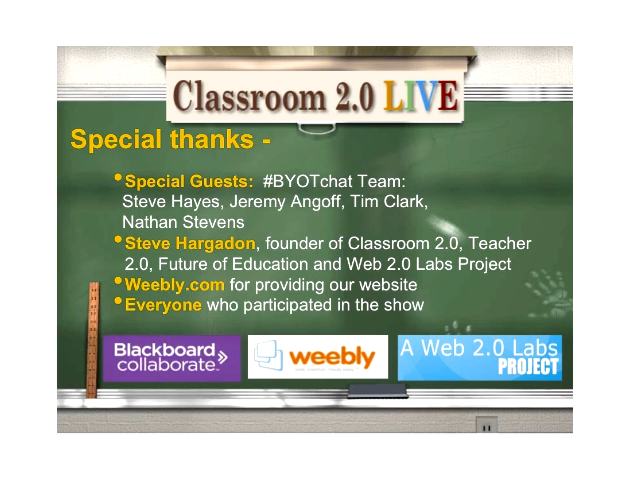 Classroom 2.0 LIVE
Special thanks -
•Special Guests: #BYOTchat Team:
Steve Hayes, Jeremy Angoff, Tim Clark,
Nathan Stevens
•Steve Hargadon, founder of Classroom 2.0, Teacher
2.0, Future of Education and Web 2.0 Labs Project
•Weebly.com for providing our website
•Everyone who participated in the show
Blackboard
collaborate™
weebly
A Web 2.0 Labs
PROJECT